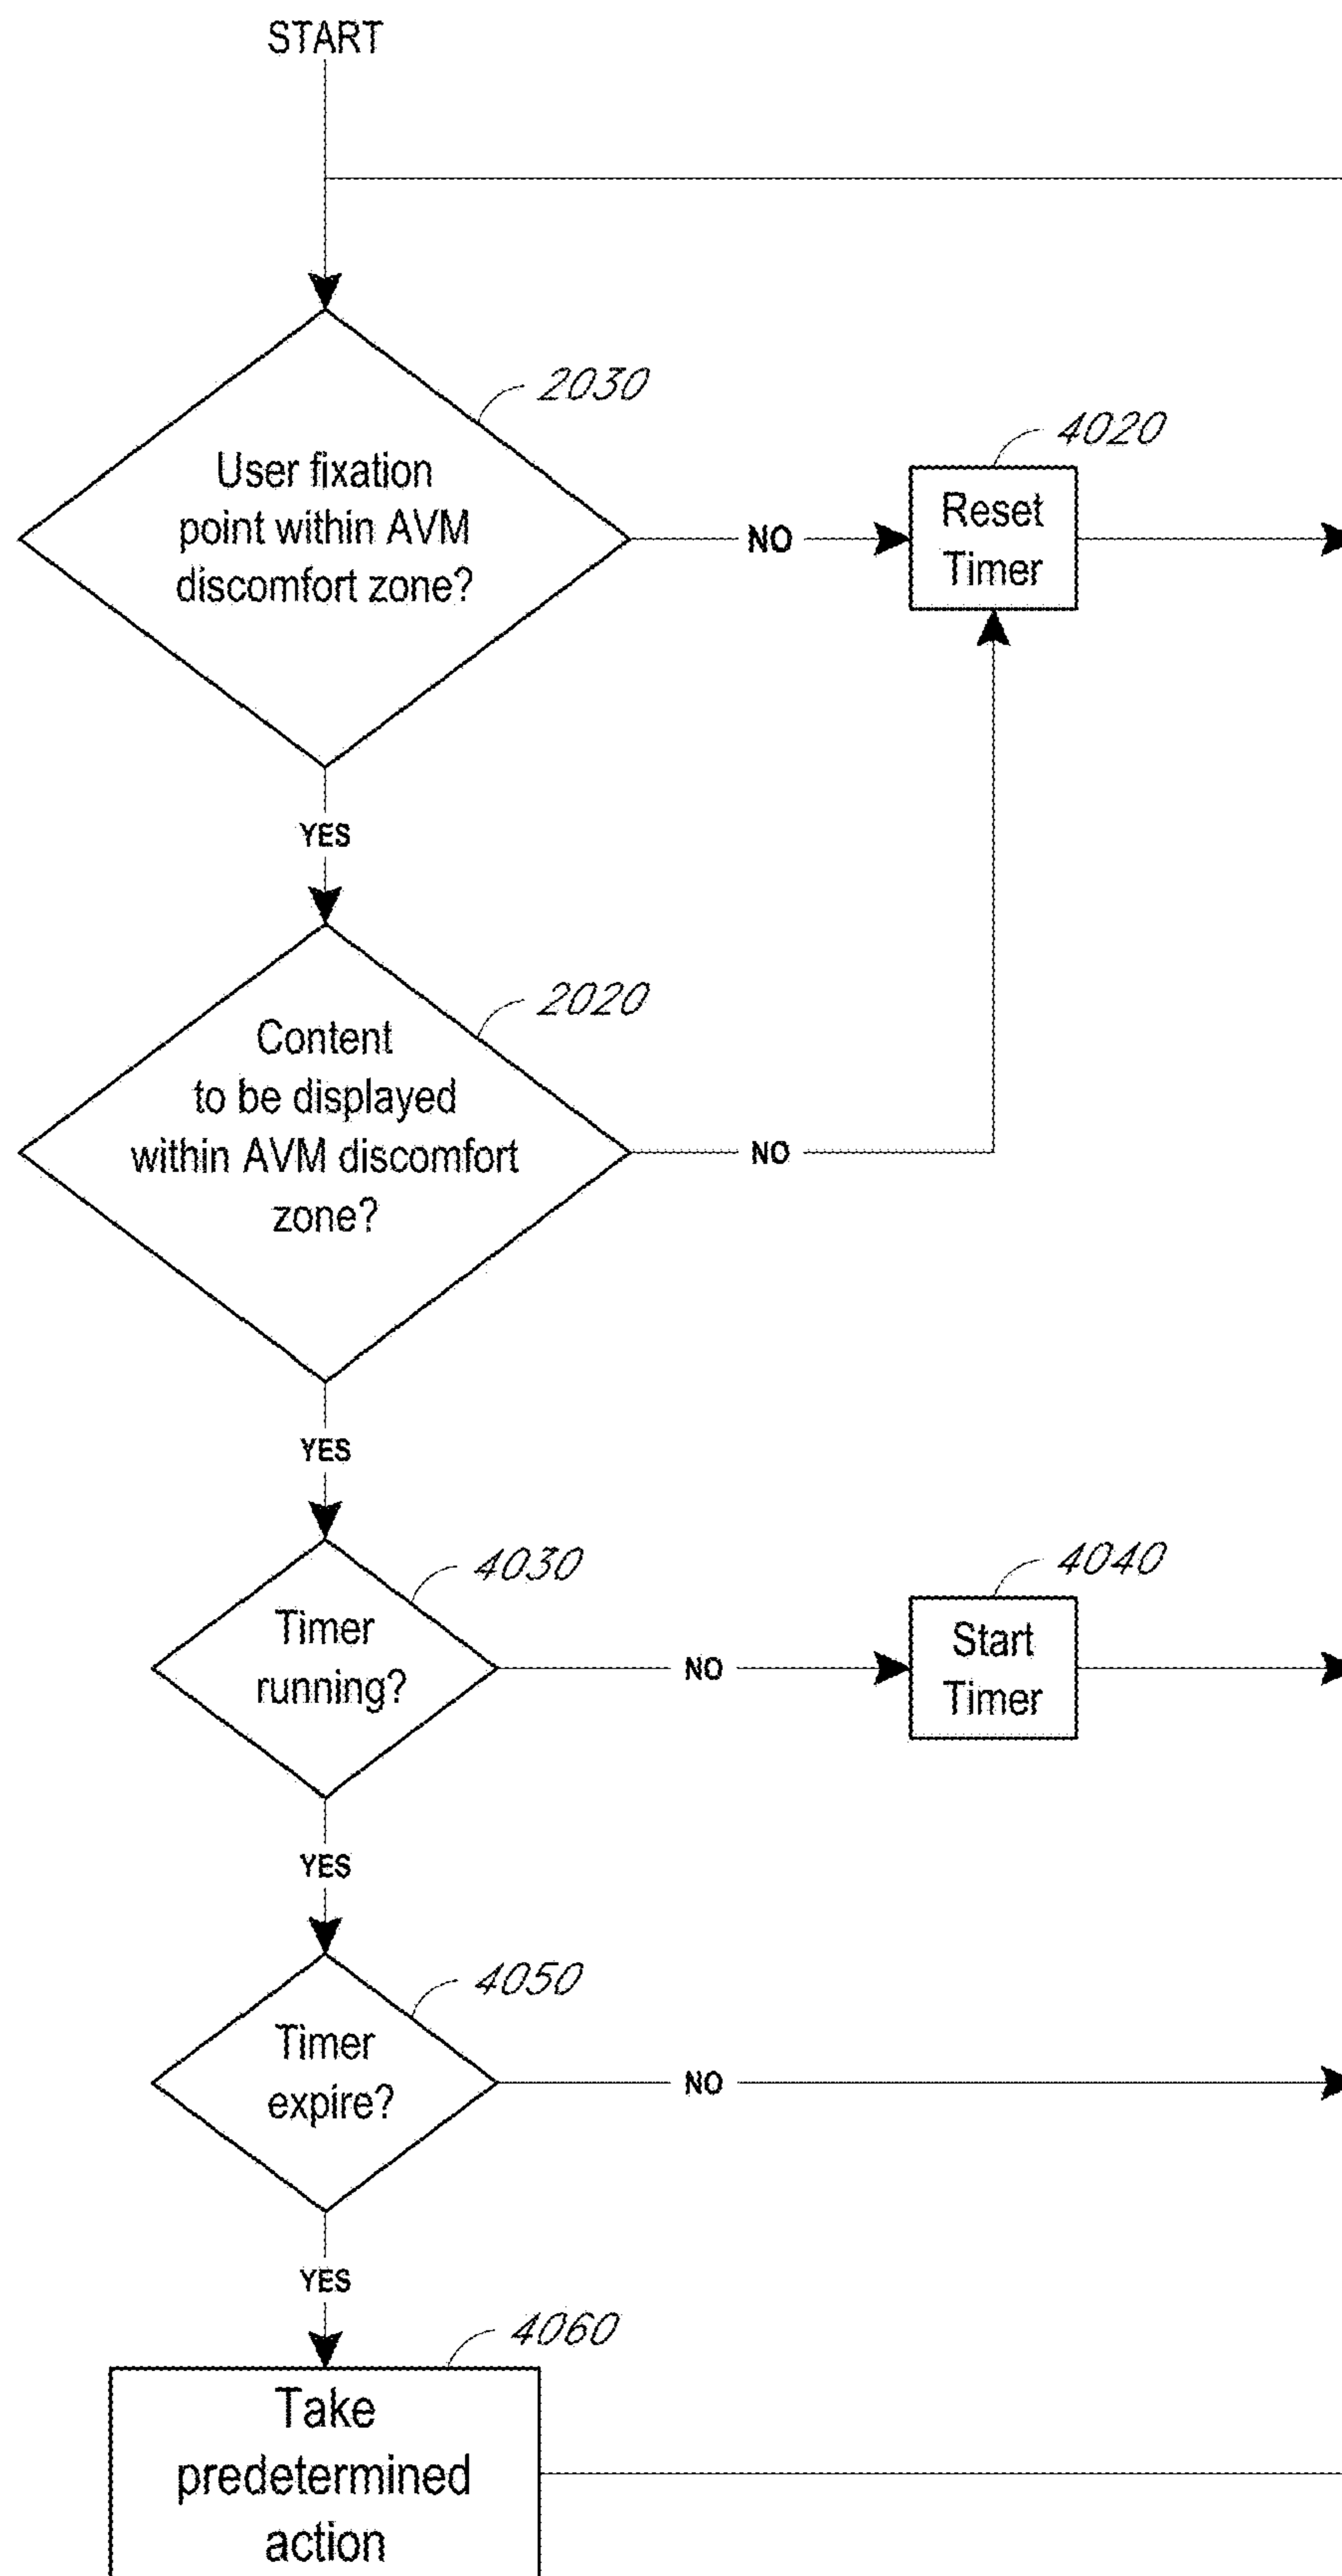 START
2030
User fixation
point within AVM
discomfort zone?
NO
4020
Reset
Timer
YES
2020
Content
to be displayed
within AVM discomfort
zone?
NO
YES
4030
Timer
running?
NO
4040
Start
Timer
YES
4050
Timer
expire?
NO
YES
4060
Take
predetermined
action